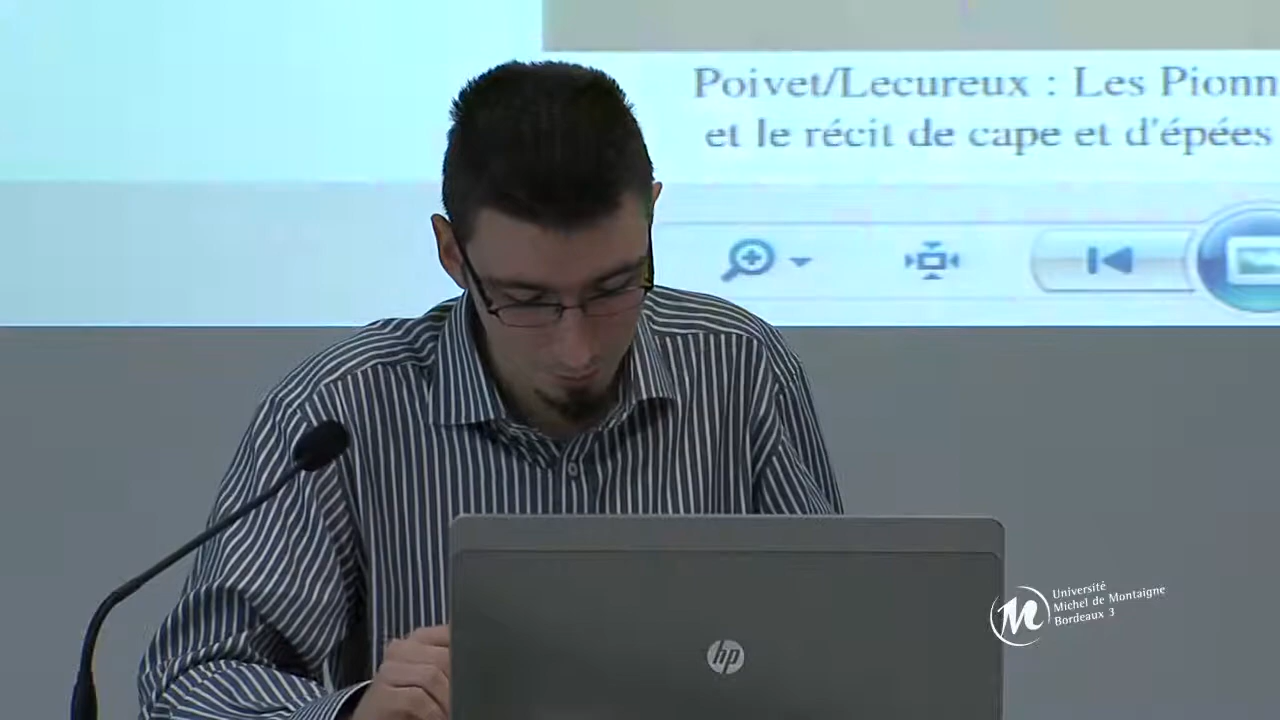 Poivet/Lecureux : Les Pionn
et le récit de cape et d'épées
Université
Michel de Montaigne
Bordeaux 3
hp